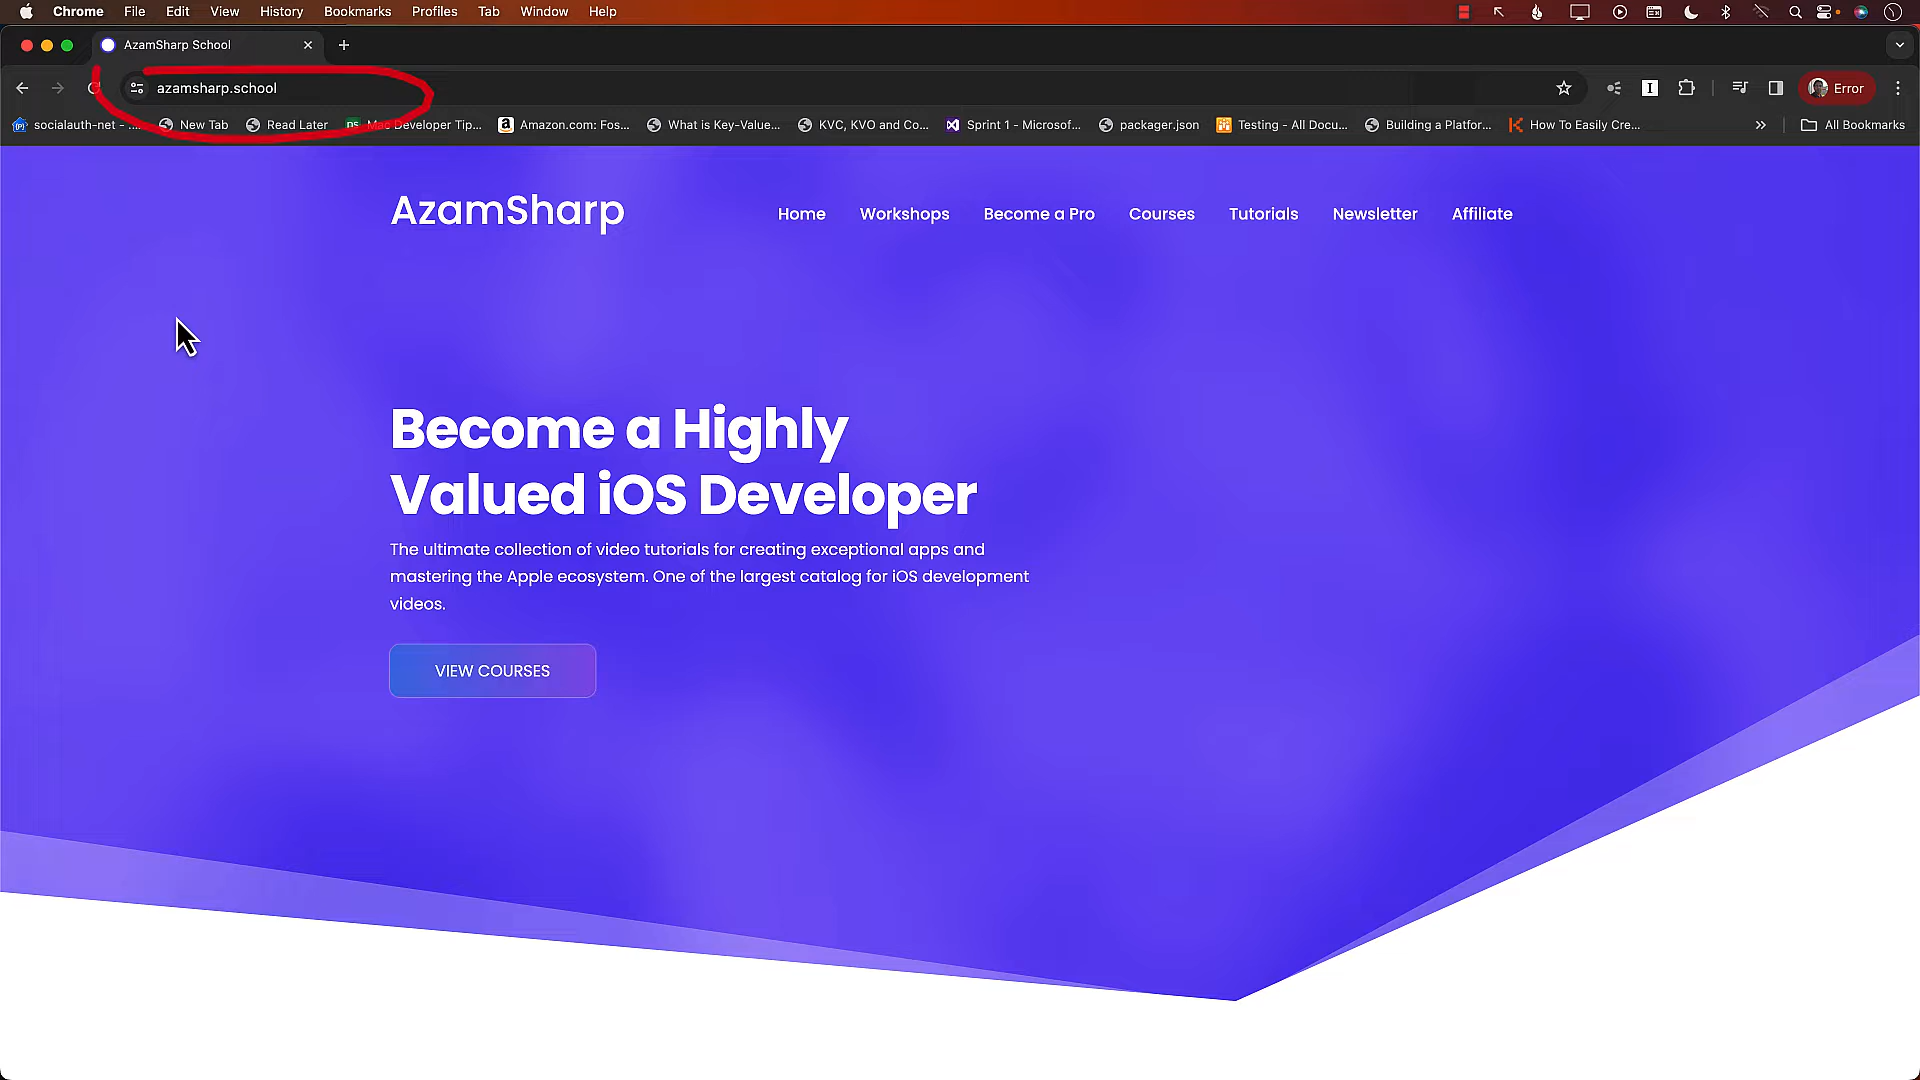 Chrome File Edit View History Bookmarks Profiles Tab Window Help
AzamSharp School
azamsharp.school
Error
socialauth-net - ... New Tab Read Later Mac Developer Tip... Amazon.com: Fos... What is Key-Value... KVC, KVO and Co... Sprint 1 - Microsof... packager.json Testing - All Docu... Building a Platfor... How To Easily Cre... » All Bookmarks
AzamSharp Home Workshops Become a Pro Courses Tutorials Newsletter Affiliate
Become a Highly
Valued iOS Developer
The ultimate collection of video tutorials for creating exceptional apps and
mastering the Apple ecosystem. One of the largest catalog for iOS development
videos.
VIEW COURSES